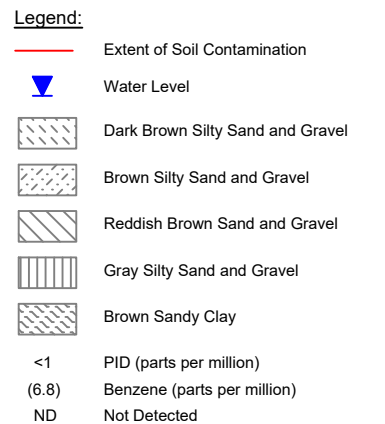 Legend:
Extent of Soil Contamination
Water Level
Dark Brown Silty Sand and Gravel
Brown Silty Sand and Gravel
Reddish Brown Sand and Gravel
Gray Silty Sand and Gravel
Brown Sandy Clay
<1 PID (parts per million)
(6.8) Benzene (parts per million)
ND Not Detected